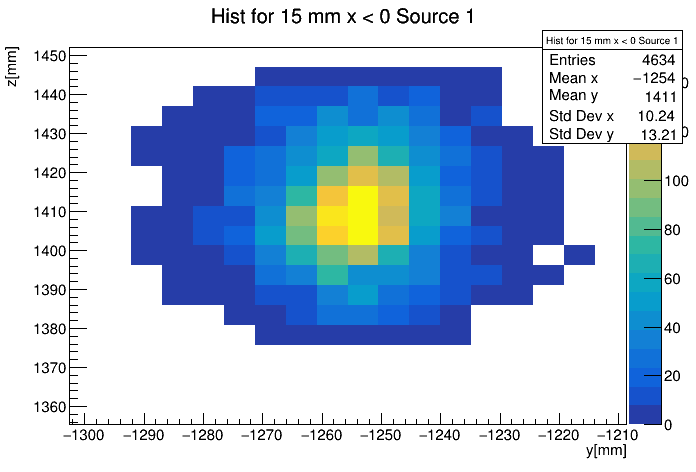 Hist for 15 mm x < 0 Source 1
z[mm]
1450
1440
1430
1420
1410
1400
1390
1380
1370
1360
Hist for 15 mm x < 0 Source 1
Entries 4634
Mean x −1254
Mean y 1411
Std Dev x 10.24
Std Dev y 13.21
100
80
60
40
20
0
−1300 −1290 −1280 −1270 −1260 −1250 −1240 −1230 −1220 −1210
y[mm]